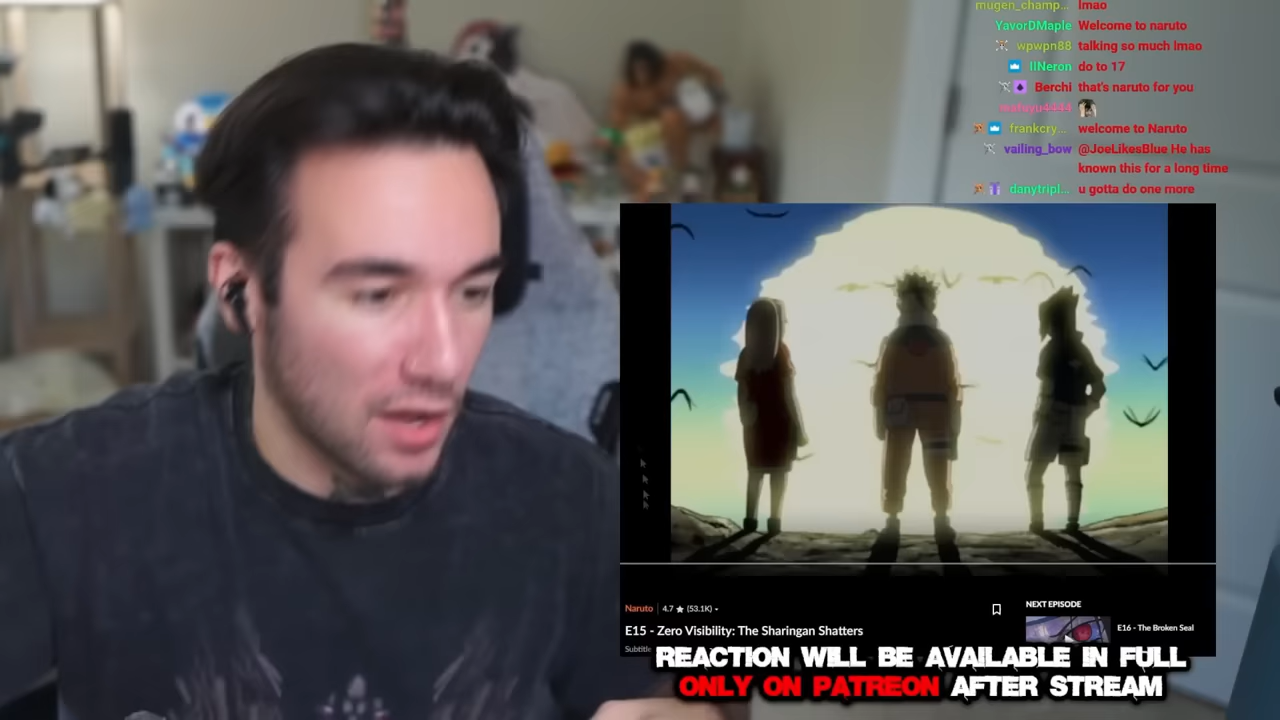 mugen_champ... lmao
YavorDMaple Welcome to naruto
wpwpn88 talking so much lmao
IlNeron do to 17
Berchi that's naruto for you
frankcry... welcome to Naruto
vailing_bow @JoeLikesBlue He has
known this for a long time
danytripl... u gotta do one more
Naruto 4.7 ★ (53.1K)
E15 - Zero Visibility: The Sharingan Shatters
NEXT EPISODE
E16 - The Broken Seal
REACTION WILL BE AVAILABLE IN FULL
ONLY ON PATREON AFTER STREAM